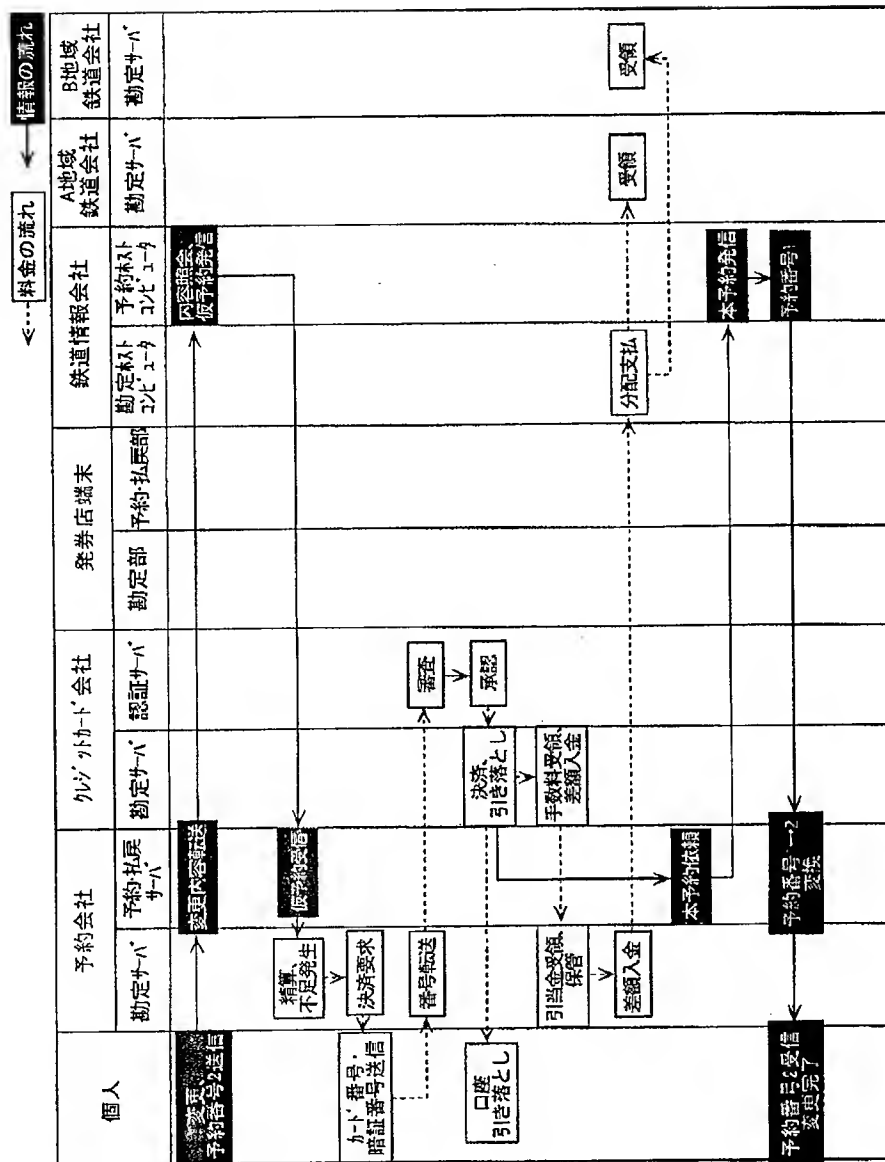 料金の流れ
情報の流れ
個人
予約会社
クレジットカード会社
発券店端末
鉄道情報会社
A地域
鉄道会社
B地域
鉄道会社
勘定サーバ
予約・払戻
サーバ
勘定サーバ
認証サーバ
勘定部
予約・払戻部
勘定ホスト
コンピュータ
予約ホスト
コンピュータ
勘定サーバ
勘定サーバ
変更、
予約番号2送信
変更内容転送
内容照会、
仮予約発信
仮予約受信
精算、
不足発生
決済要求
カード番号・
暗証番号送信
番号転送
審査
承認
決済、
引き落とし
口座
引き落とし
手数料受領、
差額入金
引当金受領、
保管
差額入金
分配支払
受領
受領
本予約依頼
本予約発信
予約番号1
予約番号1→2
変換
予約番号2受信
変更完了